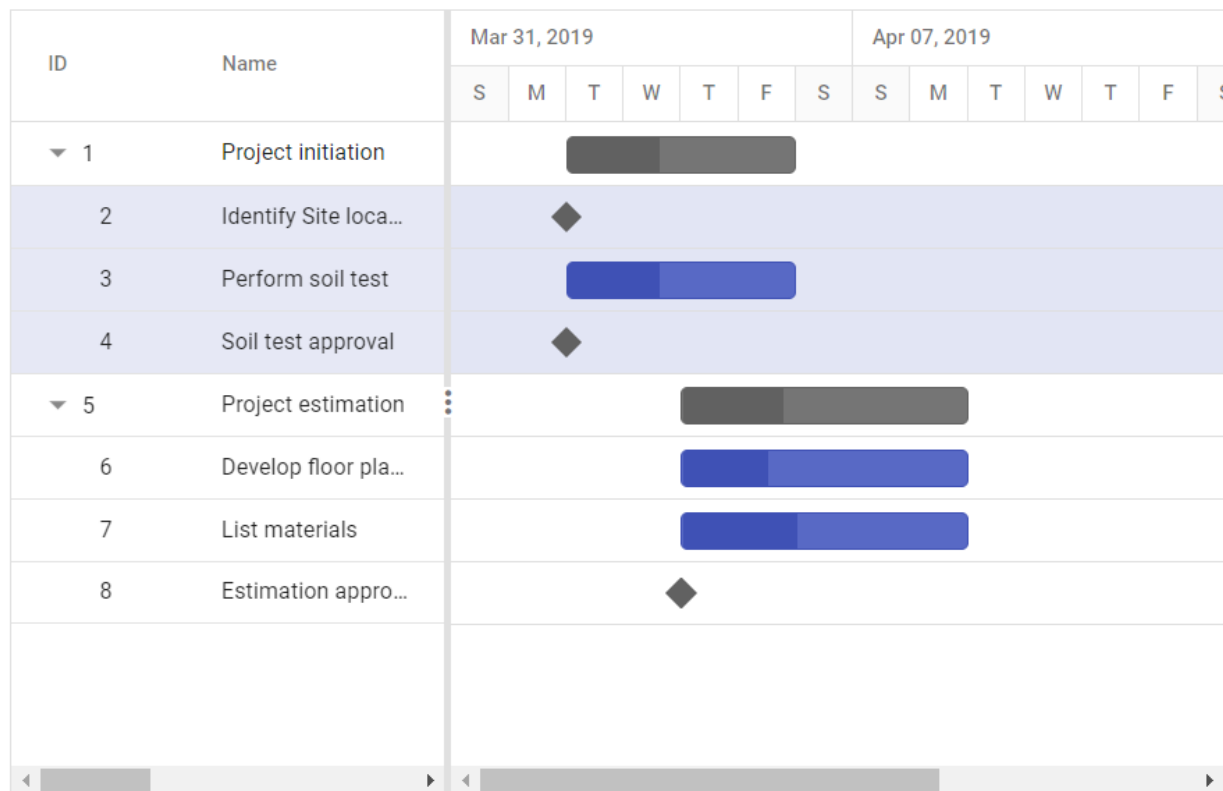 ID Name Mar 31, 2019 Apr 07, 2019
S M T W T F S S M T W T F S
1 Project initiation
2 Identify Site loca...
3 Perform soil test
4 Soil test approval
5 Project estimation
6 Develop floor pla...
7 List materials
8 Estimation appro...